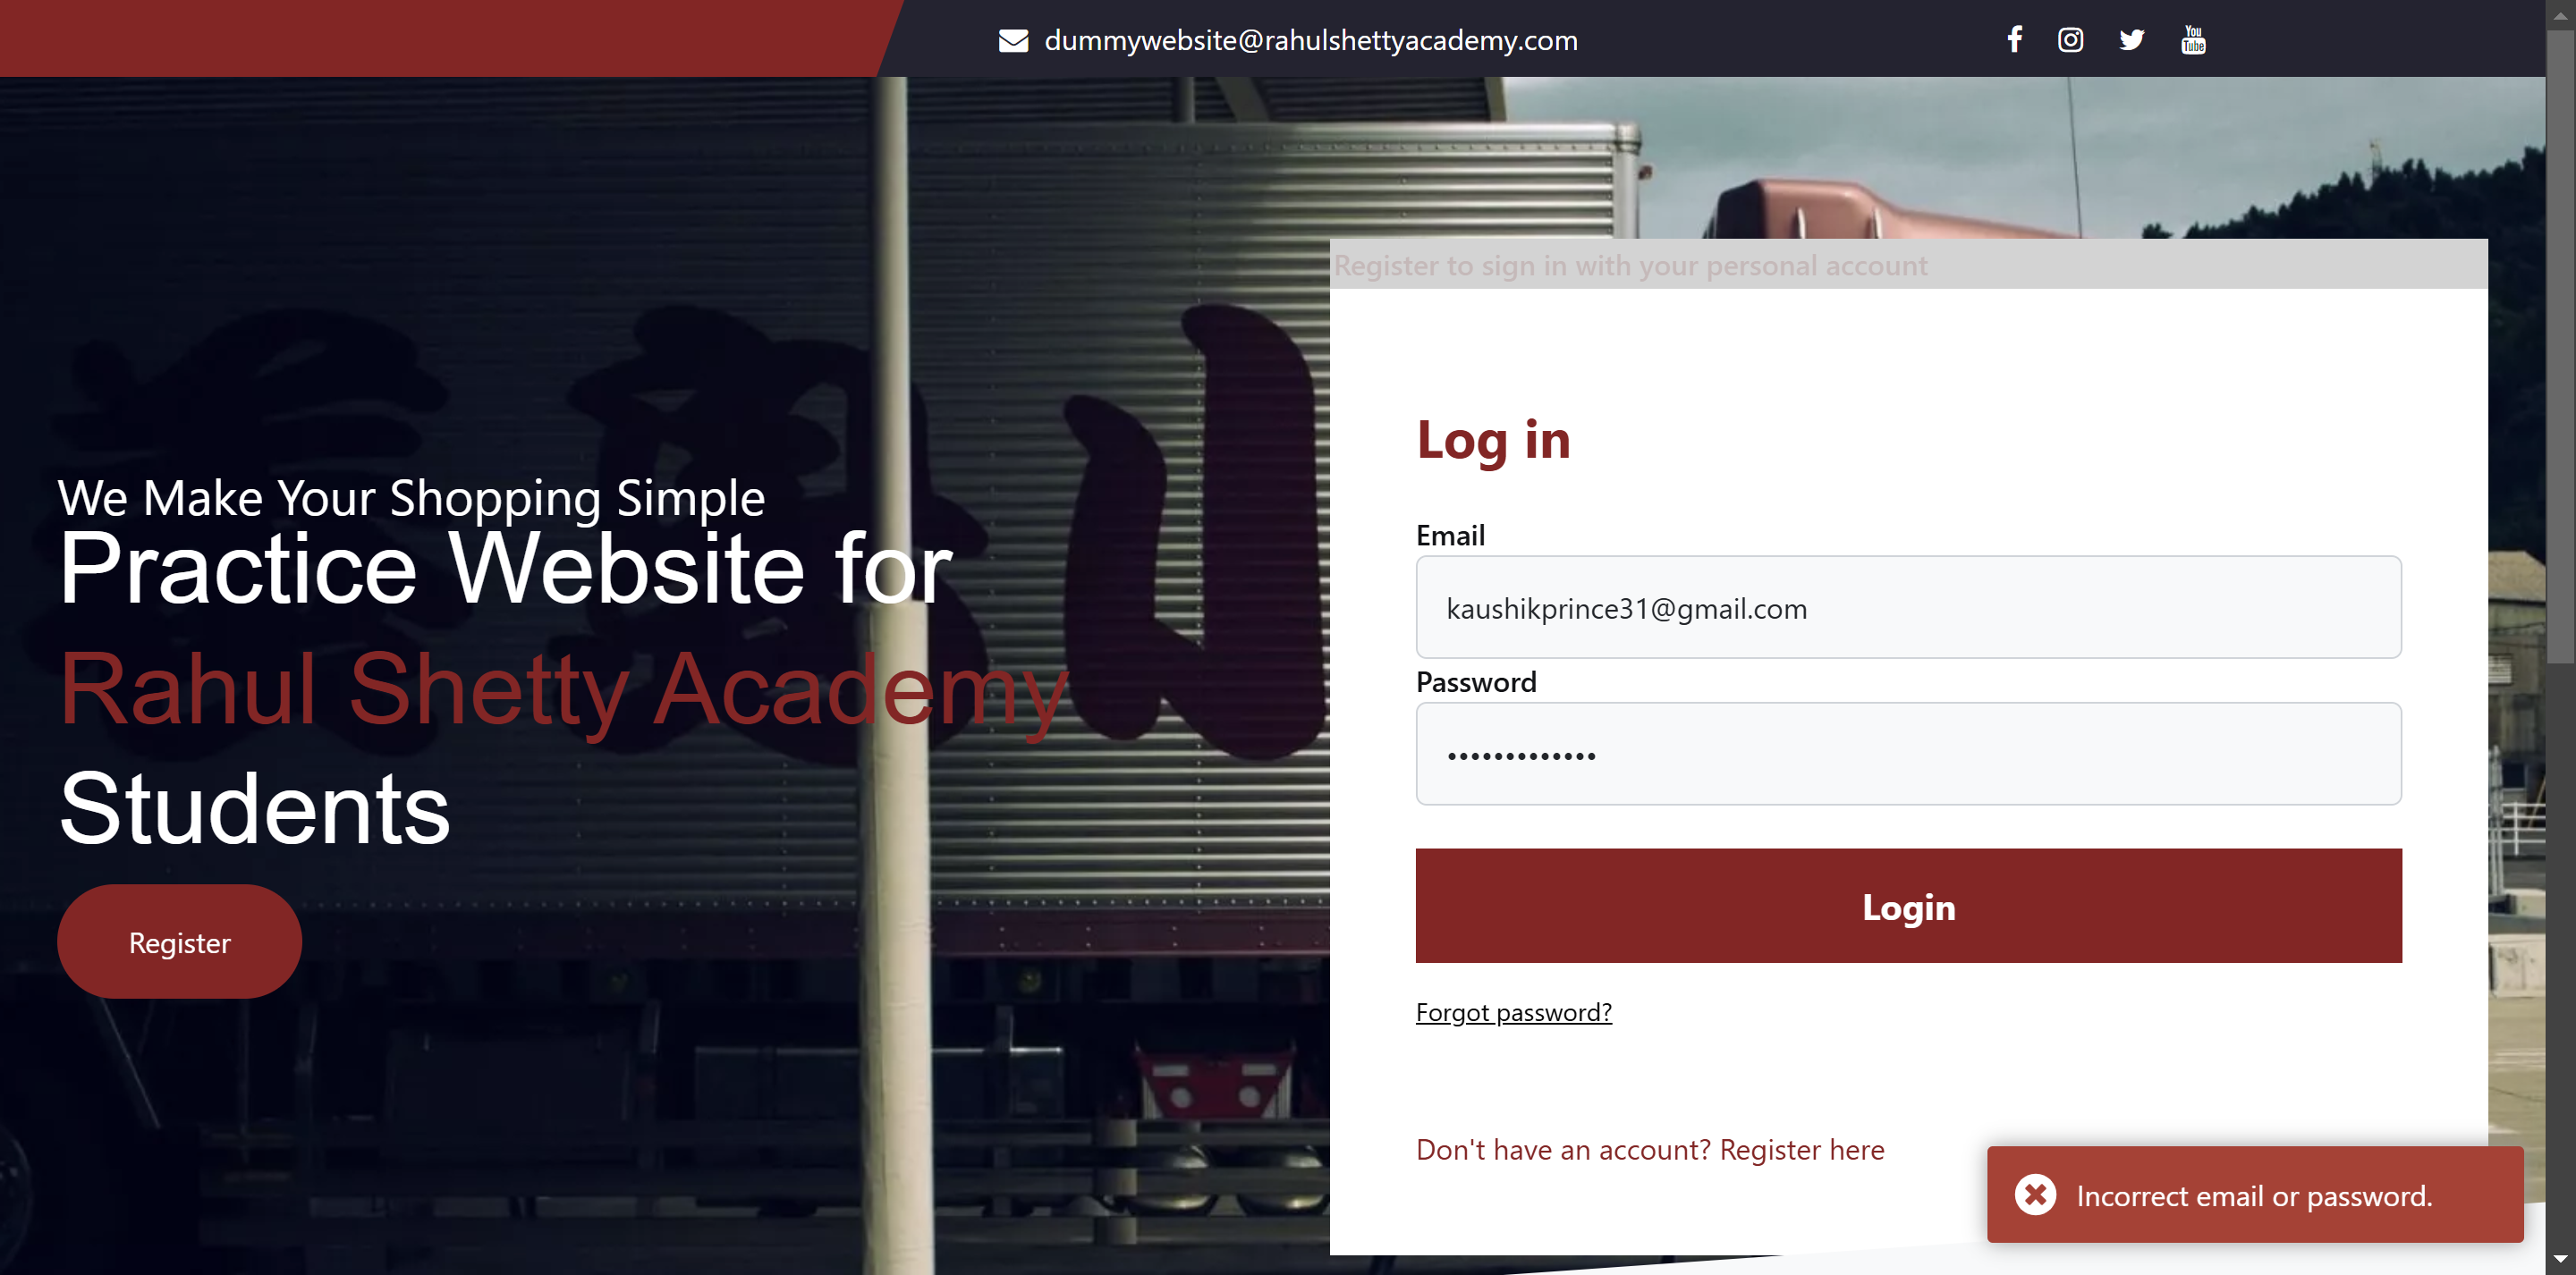 dummywebsite@rahulshettyacademy.com
You
Tube
Register to sign in with your personal account
We Make Your Shopping Simple
Practice Website for
Rahul Shetty Academy
Students
Register
Log in
Email
kaushikprince31@gmail.com
Password
•••••••••••••
Login
Forgot password?
Don't have an account? Register here
Incorrect email or password.